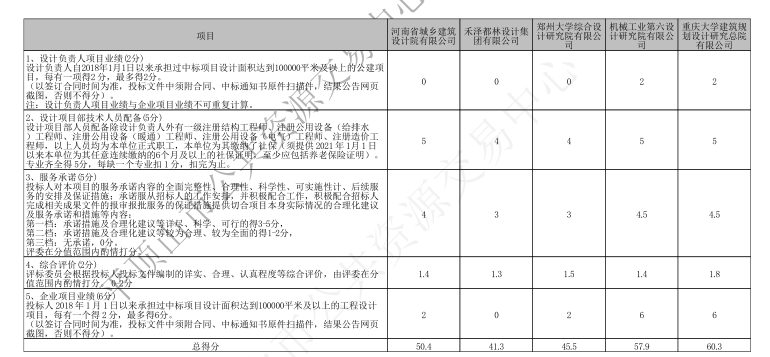 项目
河南省城乡建筑
设计院有限公司
禾泽都林设计集
团有限公司
郑州大学综合设
计研究院有限公
司
机械工业第六设
计研究院有限公
司
重庆大学建筑规
划设计研究总院
有限公司
1、设计负责人项目业绩(2分)
设计负责人自2018年1月1日以来承担过中标项目设计面积达到100000平米及以上的公建项
目，每有一项得2分，最多得2分。
（以签订合同时间为准，投标文件中须附合同、中标通知书原件扫描件，结果公告网页
截图，否则不得分）。
注：设计负责人项目业绩与企业项目业绩不可重复计算。
0
0
0
2
2
2、设计项目部技术人员配备(5分)
设计项目部人员配备除设计负责人外有一级注册结构工程师、注册公用设备（给排水
）工程师、注册公用设备（暖通）工程师、注册公用设备（电气）工程师、注册造价工
程师，以上人员均为本单位正式职工，本单位为其缴纳了社保（须提供 2021 年 1 月 1 日
以来本单位为其任意连续缴纳的6个月及以上的社保证明）。至少应包括养老保险证明）。
专业齐全得 5分，每缺一个专业扣 1 分，扣完为止。
5
4
4
5
5
3、服务承诺(5分)
投标人对本项目的服务承诺内容的全面完整性、合理性、科学性、可实施性计、后续服
务的安排及保证措施；承诺服从招标人的工作安排，并积极配合工作，积极配合招标人
完成相关成果文件的报审报批服务的保证措施提供切合项目本身实际情况的合理化建议
及服务承诺和措施等内容；
第一档：承诺措施及合理化建议等详尽、科学、可行的得3-5分，
第二档：承诺措施及合理化建议等较为合理、较为全面的得1-2分，
第三档：无承诺，0分。
评委在分值范围内酌情打分。
4
3
3
4.5
4.5
4、综合评价(2分)
评标委员会根据投标人投标文件编制的详实、合理、认真程度等综合评价，由评委在分
值范围内酌情打分。 0-2分
1.4
1.3
1.5
1.4
1.8
5、企业项目业绩(6分)
投标人 2018 年 1 月 1 日以来承担过中标项目设计面积达到100000平米及以上的工程设计
项目，每有一个得 2 分，最多得6分。
（以签订合同时间为准，投标文件中须附合同、中标通知书原件扫描件，结果公告网页
截图，否则不得分）。
2
0
2
6
6
总得分
50.4
41.3
45.5
57.9
60.3
平顶山市公共资源交易中心